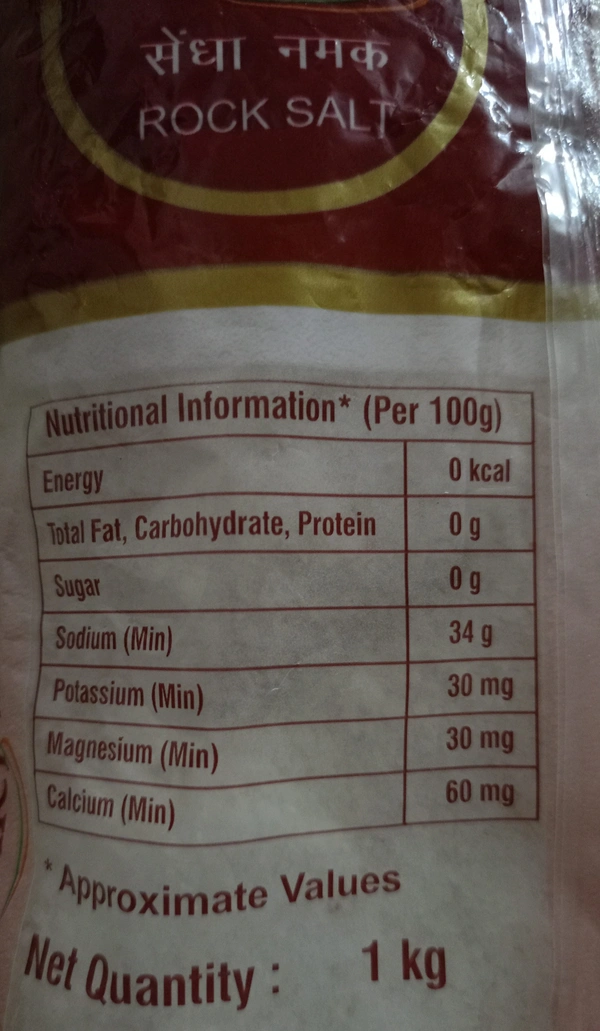 सेंधा नमक
ROCK SALT
Nutritional Information* (Per 100g)
Energy 0 kcal
Total Fat, Carbohydrate, Protein 0 g
Sugar 0 g
Sodium (Min) 34 g
Potassium (Min) 30 mg
Magnesium (Min) 30 mg
Calcium (Min) 60 mg
* Approximate Values
Net Quantity : 1 kg